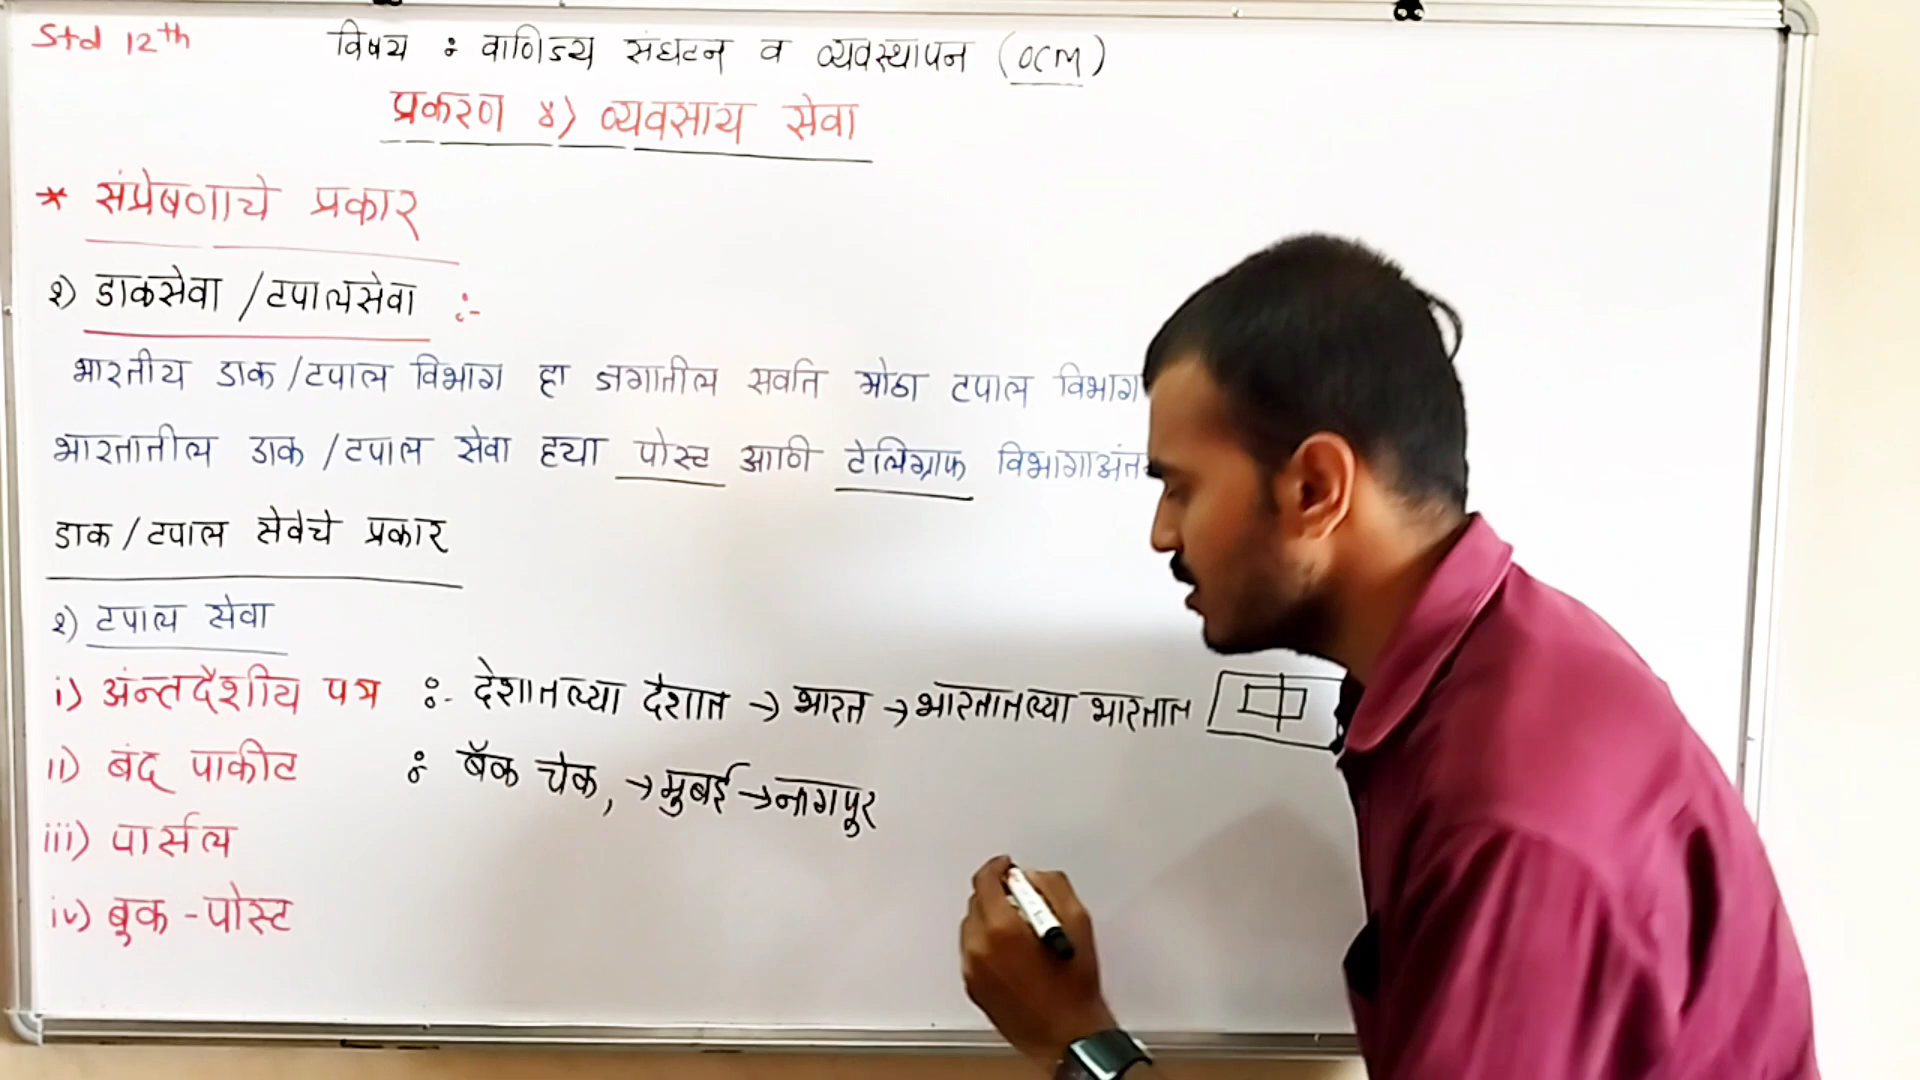 Std 12th
विषय : वाणिज्य संघटन व व्यवस्थापन (OCM)
प्रकरण ४) व्यवसाय सेवा
* संप्रेषणाचे प्रकार
१) डाकसेवा / टपालसेवा :-
भारतीय डाक / टपाल विभाग हा जगातील सर्वात मोठा टपाल विभाग
भारतातील डाक / टपाल सेवा ह्या पोस्ट आणि टेलिग्राफ विभागाअंत
डाक / टपाल सेवेचे प्रकार
१) टपाल सेवा
i) अंन्तर्देशीय पत्र :- देशातल्या देशात → भारत → भारतातल्या भारतात
ii) बंद पाकीट : बॅक चेक, → मुबई → नागपूर
iii) पार्सल
iv) बुक - पोस्ट